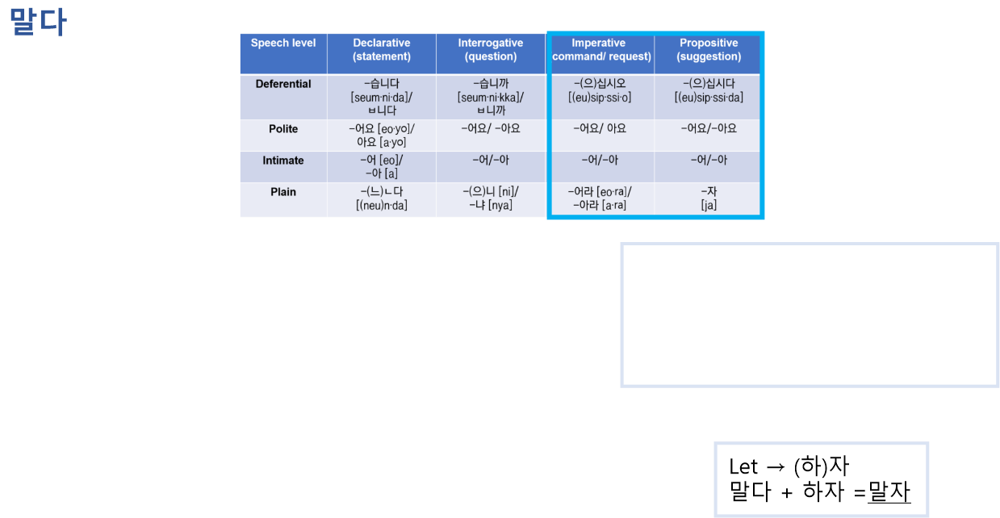 말다
Speech level
Declarative
(statement)
Interrogative
(question)
Imperative
command/ request)
Propositive
(suggestion)
Deferential
–습니다
[seum·ni·da]/
ㅂ니다
–습니까
[seum·ni·kka]/
ㅂ니까
–(으)십시오
[(eu)sip·ssi·o]
–(으)십시다
[(eu)sip·ssi·da]
Polite
–어요 [eo·yo]/
아요 [a·yo]
–어요/ –아요
–어요/ 아요
–어요/–아요
Intimate
–어 [eo]/
–아 [a]
–어/–아
–어/–아
–어/–아
Plain
–(느)ㄴ다
[(neu)n·da]
–(으)니 [ni]/
–냐 [nya]
–어라 [eo·ra]/
–아라 [a·ra]
–자
[ja]
Let → (하)자
말다 + 하자 =말자